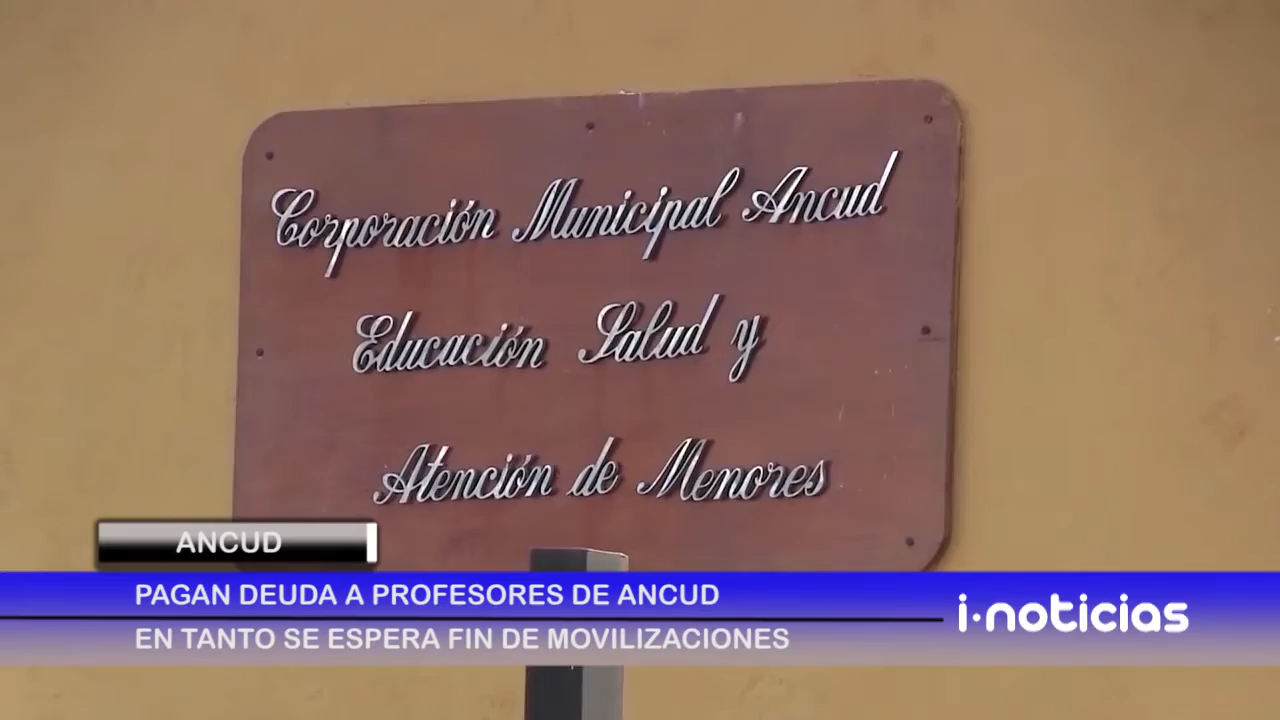 Corporación Municipal Ancud
Educación Salud y
Atención de Menores
ANCUD
PAGAN DEUDA A PROFESORES DE ANCUD
EN TANTO SE ESPERA FIN DE MOVILIZACIONES
i·noticias